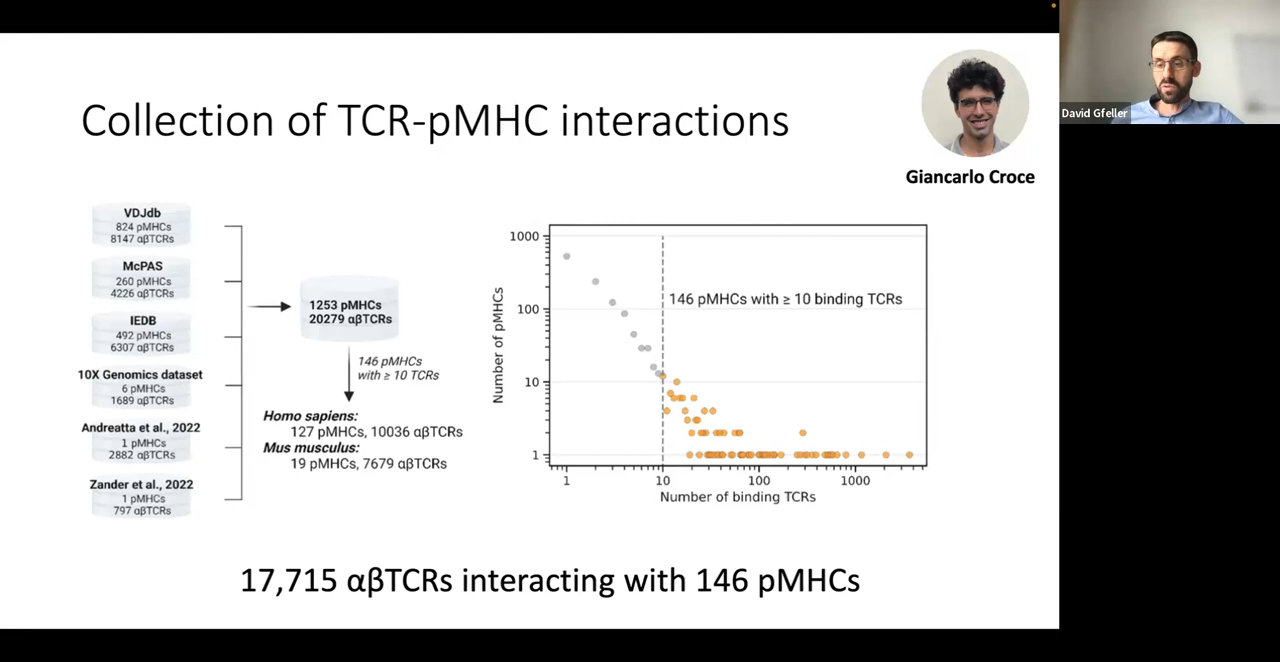 Collection of TCR-pMHC interactions
Giancarlo Croce
David Gfeller
VDJdb
824 pMHCs
8147 αβTCRs
McPAS
260 pMHCs
4226 αβTCRs
IEDB
492 pMHCs
6307 αβTCRs
10X Genomics dataset
6 pMHCs
1689 αβTCRs
Andreatta et al., 2022
1 pMHCs
2882 αβTCRs
Zander et al., 2022
1 pMHCs
797 αβTCRs
1253 pMHCs
20279 αβTCRs
146 pMHCs
with ≥ 10 TCRs
Homo sapiens:
127 pMHCs, 10036 αβTCRs
Mus musculus:
19 pMHCs, 7679 αβTCRs
Number of pMHCs
1000
100
10
1
146 pMHCs with ≥ 10 binding TCRs
1 10 100 1000
Number of binding TCRs
17,715 αβTCRs interacting with 146 pMHCs